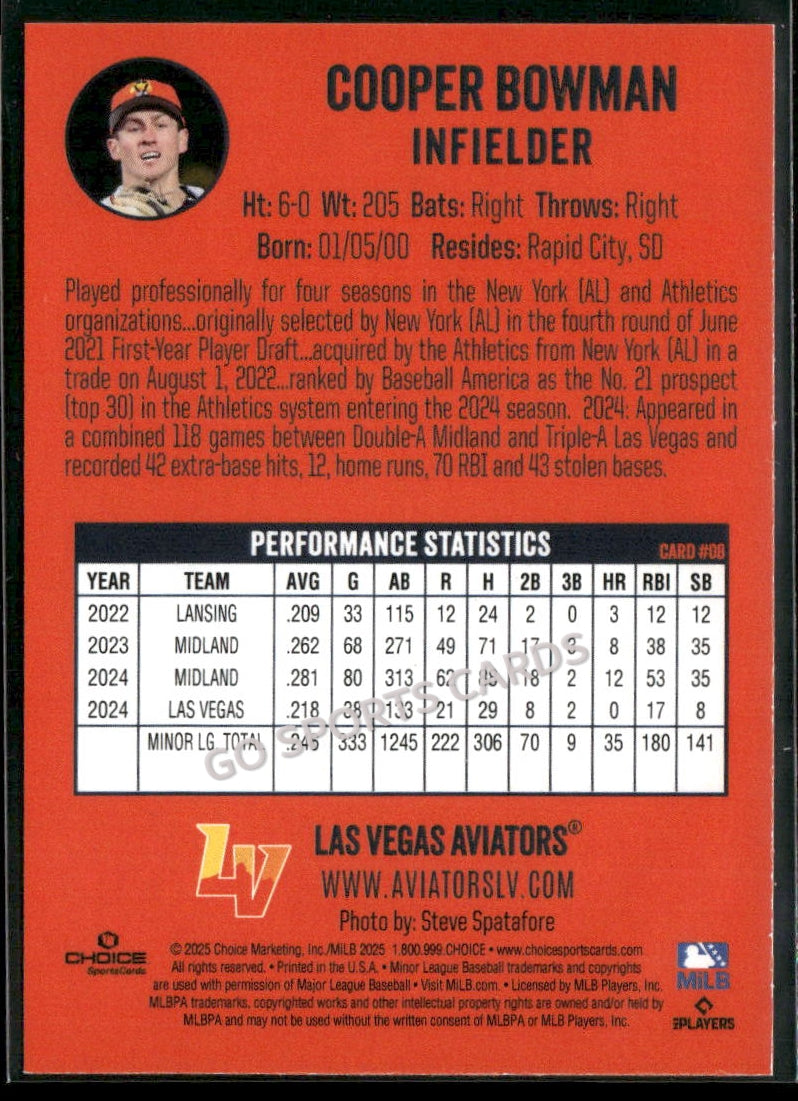 COOPER BOWMAN
INFIELDER
Ht: 6-0 Wt: 205 Bats: Right Throws: Right
Born: 01/05/00 Resides: Rapid City, SD
Played professionally for four seasons in the New York (AL) and Athletics
organizations...originally selected by New York (AL) in the fourth round of June
2021 First-Year Player Draft...acquired by the Athletics from New York (AL) in a
trade on August 1, 2022...ranked by Baseball America as the No. 21 prospect
(top 30) in the Athletics system entering the 2024 season. 2024: Appeared in
a combined 118 games between Double-A Midland and Triple-A Las Vegas and
recorded 42 extra-base hits, 12, home runs, 70 RBI and 43 stolen bases.
PERFORMANCE STATISTICS CARD #08
YEAR TEAM AVG G AB R H 2B 3B HR RBI SB
2022 LANSING .209 33 115 12 24 2 0 3 12 12
2023 MIDLAND .262 68 271 49 71 17 8 38 35
2024 MIDLAND .281 80 313 62 18 2 12 53 35
2024 LAS VEGAS .218 38 133 21 29 8 2 0 17 8
MINOR LG. TOTAL .245 333 1245 222 306 70 9 35 180 141
GO SPORTS CARDS
LV LAS VEGAS AVIATORS®
WWW.AVIATORSLV.COM
Photo by: Steve Spatafore
CHOICE
SportsCards
© 2025 Choice Marketing, Inc./MiLB 2025 1.800.999.CHOICE • www.choicesportscards.com
All rights reserved. • Printed in the U.S.A. • Minor League Baseball trademarks and copyrights
are used with permission of Major League Baseball • Visit MiLB.com. • Licensed by MLB Players, Inc.
MLBPA trademarks, copyrighted works and other intellectual property rights are owned and/or held by
MLBPA and may not be used without the written consent of MLBPA or MLB Players, Inc.
MiLB
PLAYERS